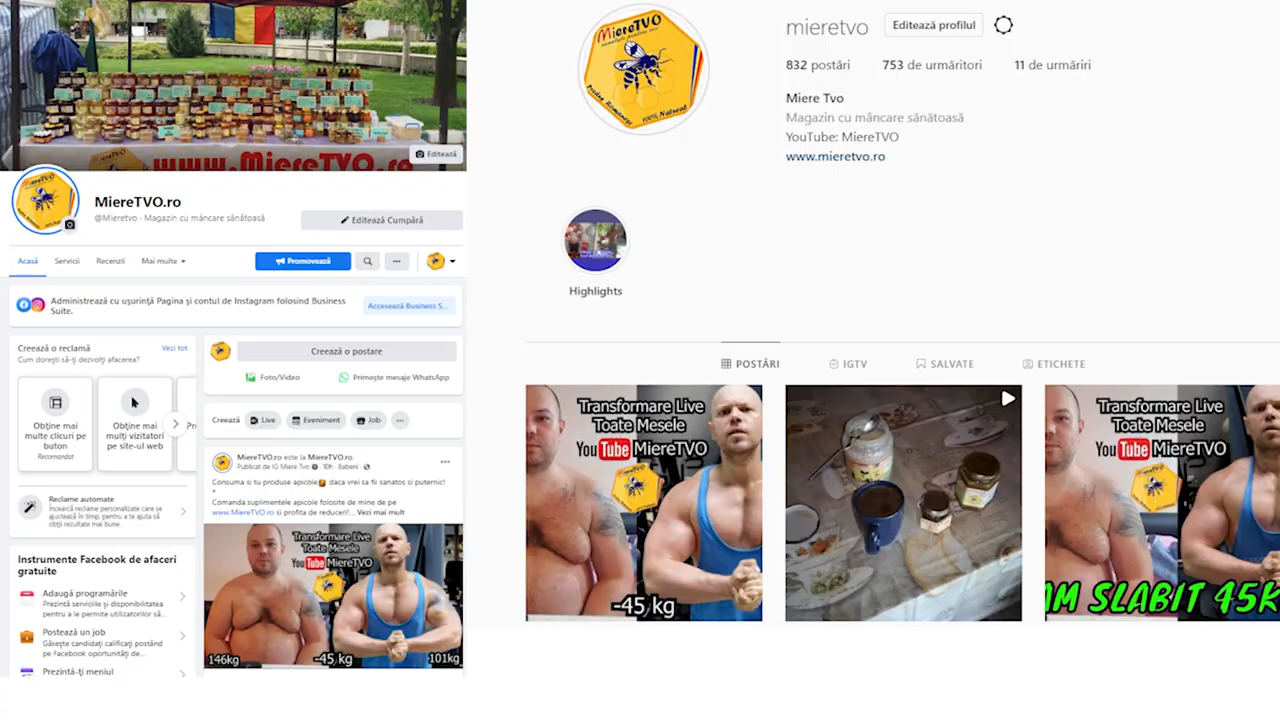 www.MiereTVO.ro
Editează
MiereTVO
MiereTVO.ro
@Mieretvo · Magazin cu mâncare sănătoasă
Editează Cumpără
Acasă
Servicii
Recenzii
Mai multe
Promovează
Administrează cu ușurință Pagina și contul de Instagram folosind Business
Suite.
Accesează Business S...
Creează o reclamă
Vezi tot
Cum dorești să-ți dezvolți afacerea?
Obține mai
multe clicuri pe
buton
Recomandat
Obține mai
mulți vizitatori
pe site-ul web
Reclame automate
Încearcă reclame personalizate care se
ajustează în timp, pentru a te ajuta să
obții rezultate mai bune.
Instrumente Facebook de afaceri
gratuite
Adaugă programările
Prezintă serviciile și disponibilitatea
pentru a le permite utilizatorilor să...
Postează un job
Găsește candidați calificați postând
pe Facebook oportunități de...
Prezintă-ți meniul
Creează o postare
Foto/Video
Primește mesaje WhatsApp
Creează
Live
Eveniment
Job
MiereTVO.ro este la MiereTVO.ro.
Publicat de IG Miere Tvo · 10h · Babeni ·
Consuma si tu produse apicole daca vrei sa fii sanatos si puternic!
*
Comanda suplimentele apicole folosite de mine de pe
www.MiereTVO.ro si profita de reduceri!... Vezi mai mult
Transformare Live
Toate Mesele
YouTube MiereTVO
146kg
-45 kg
101kg
MiereTVO
Produs Românesc
100% Natural
mieretvo
Editează profilul
832 postări
753 de urmăritori
11 de urmăriri
Miere Tvo
Magazin cu mâncare sănătoasă
YouTube: MiereTVO
www.mieretvo.ro
Highlights
POSTĂRI
IGTV
SALVATE
ETICHETE
Transformare Live
Toate Mesele
YouTube MiereTVO
-45 kg
Transformare Live
Toate Mesele
YouTube MiereTVO
AM SLABIT 45K